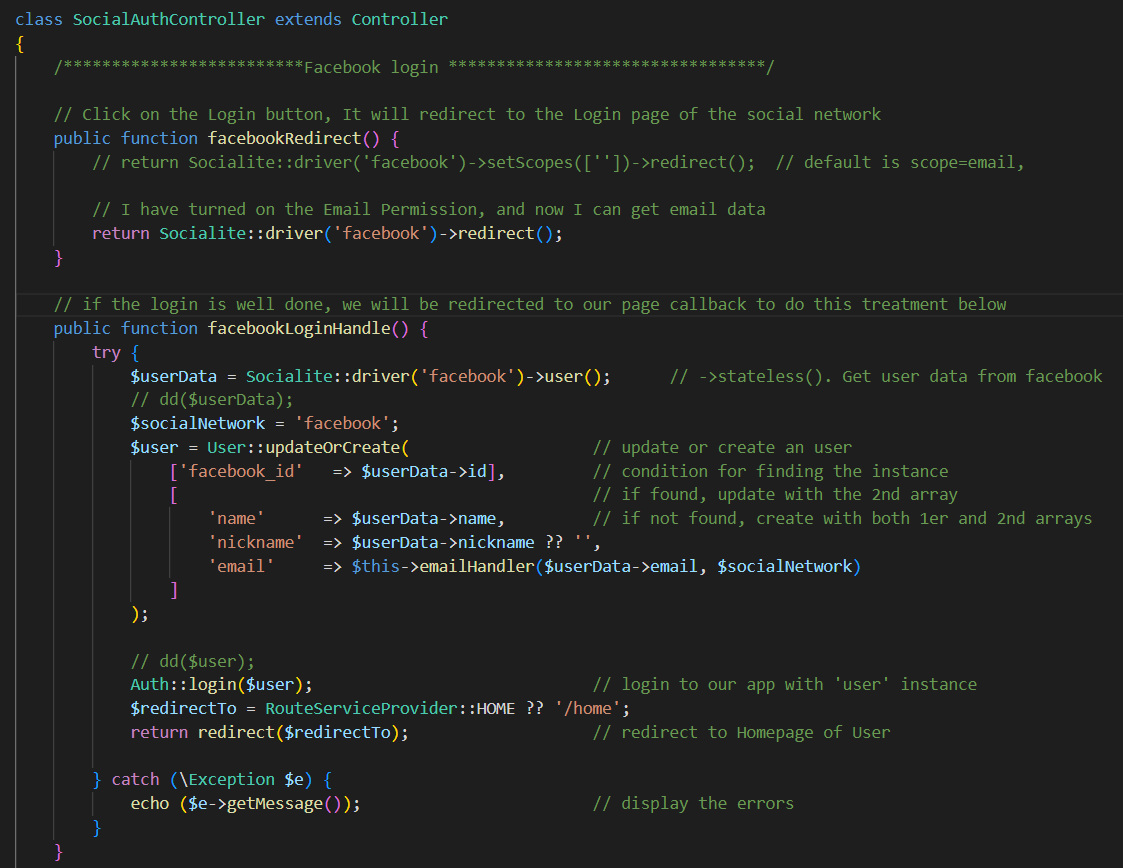 class SocialAuthController extends Controller
{
/*************************Facebook login *********************************/
// Click on the Login button, It will redirect to the Login page of the social network
public function facebookRedirect() {
// return Socialite::driver('facebook')->setScopes([''])->redirect();  // default is scope=email,
// I have turned on the Email Permission, and now I can get email data
return Socialite::driver('facebook')->redirect();
}
// if the login is well done, we will be redirected to our page callback to do this treatment below
public function facebookLoginHandle() {
try {
$userData = Socialite::driver('facebook')->user();      // ->stateless(). Get user data from facebook
// dd($userData);
$socialNetwork = 'facebook';
$user = User::updateOrCreate(                   // update or create an user
['facebook_id'   => $userData->id],         // condition for finding the instance
[                                           // if found, update with the 2nd array
'name'      => $userData->name,         // if not found, create with both 1er and 2nd arrays
'nickname'  => $userData->nickname ?? '',
'email'     => $this->emailHandler($userData->email, $socialNetwork)
]
);
// dd($user);
Auth::login($user);                             // login to our app with 'user' instance
$redirectTo = RouteServiceProvider::HOME ?? '/home';
return redirect($redirectTo);                   // redirect to Homepage of User
} catch (\Exception $e) {
echo ($e->getMessage());                        // display the errors
}
}